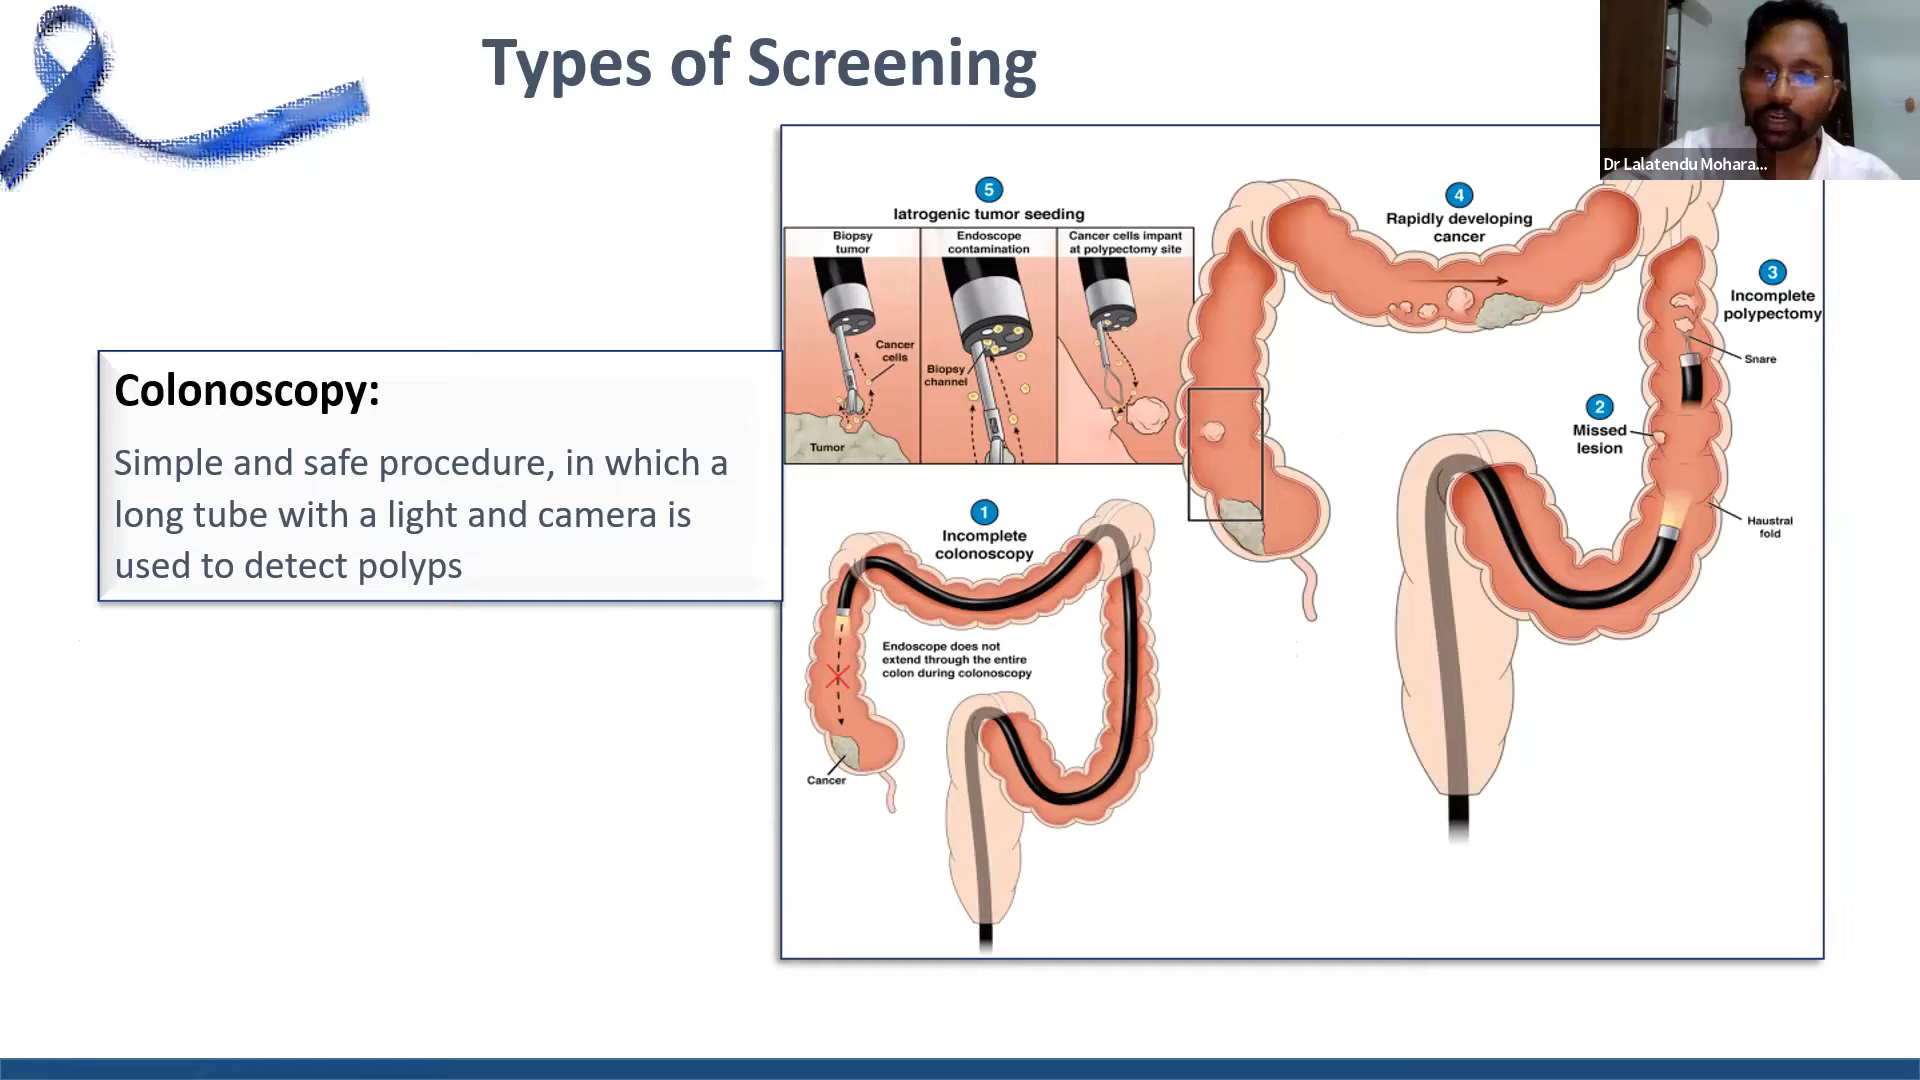 Types of Screening
Dr Lalatendu Mohara...
Colonoscopy:
Simple and safe procedure, in which a
long tube with a light and camera is
used to detect polyps
5
Iatrogenic tumor seeding
Biopsy
tumor
Endoscope
contamination
Cancer cells impant
at polypectomy site
Cancer
cells
Biopsy
channel
Tumor
4
Rapidly developing
cancer
3
Incomplete
polypectomy
Snare
2
Missed
lesion
Haustral
fold
1
Incomplete
colonoscopy
Endoscope does not
extend through the entire
colon during colonoscopy
Cancer